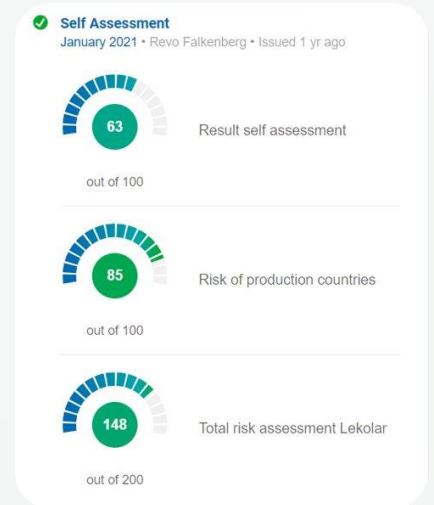 Self Assessment
January 2021 • Revo Falkenberg • Issued 1 yr ago
63
Result self assessment
out of 100
85
Risk of production countries
out of 100
148
Total risk assessment Lekolar
out of 200